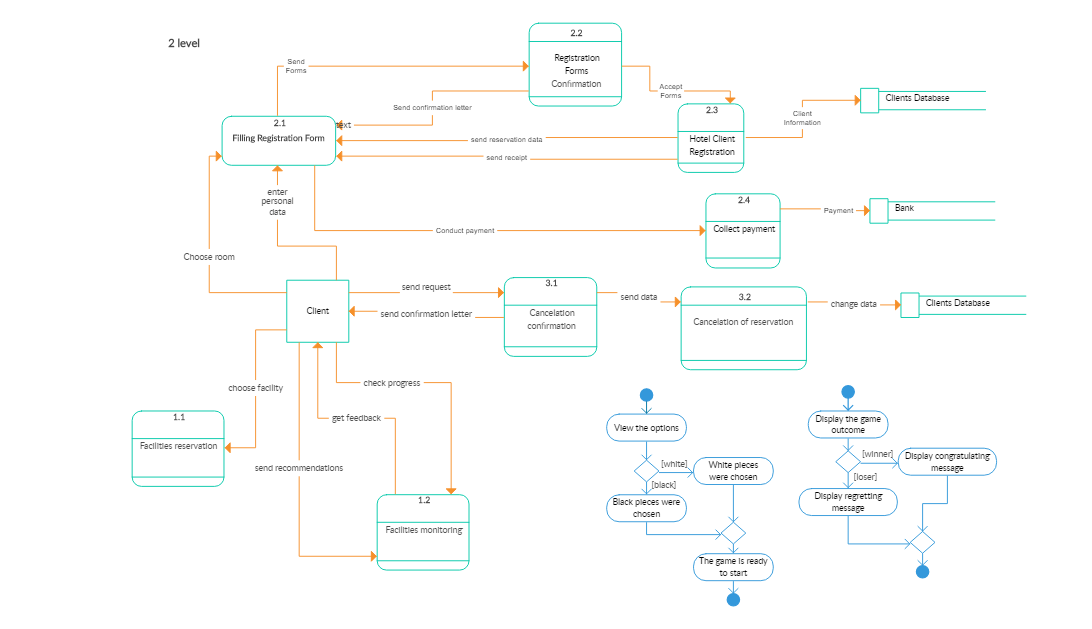 2 level
2.2
Registration
Forms
Confirmation
Send
Forms
Accept
Forms
Send confirmation letter
2.1
Filling Registration Form
text
2.3
Hotel Client
Registration
Client
Information
Clients Database
send reservation data
send receipt
enter
personal
data
2.4
Collect payment
Payment
Bank
Conduct payment
Choose room
Client
send request
send confirmation letter
3.1
Cancelation
confirmation
send data
3.2
Cancelation of reservation
change data
Clients Database
choose facility
check progress
get feedback
1.1
Facilities reservation
send recommendations
1.2
Facilities monitoring
View the options
[white]
White pieces
were chosen
[black]
Black pieces were
chosen
The game is ready
to start
Display the game
outcome
[winner]
Display congratulating
message
[loser]
Display regretting
message